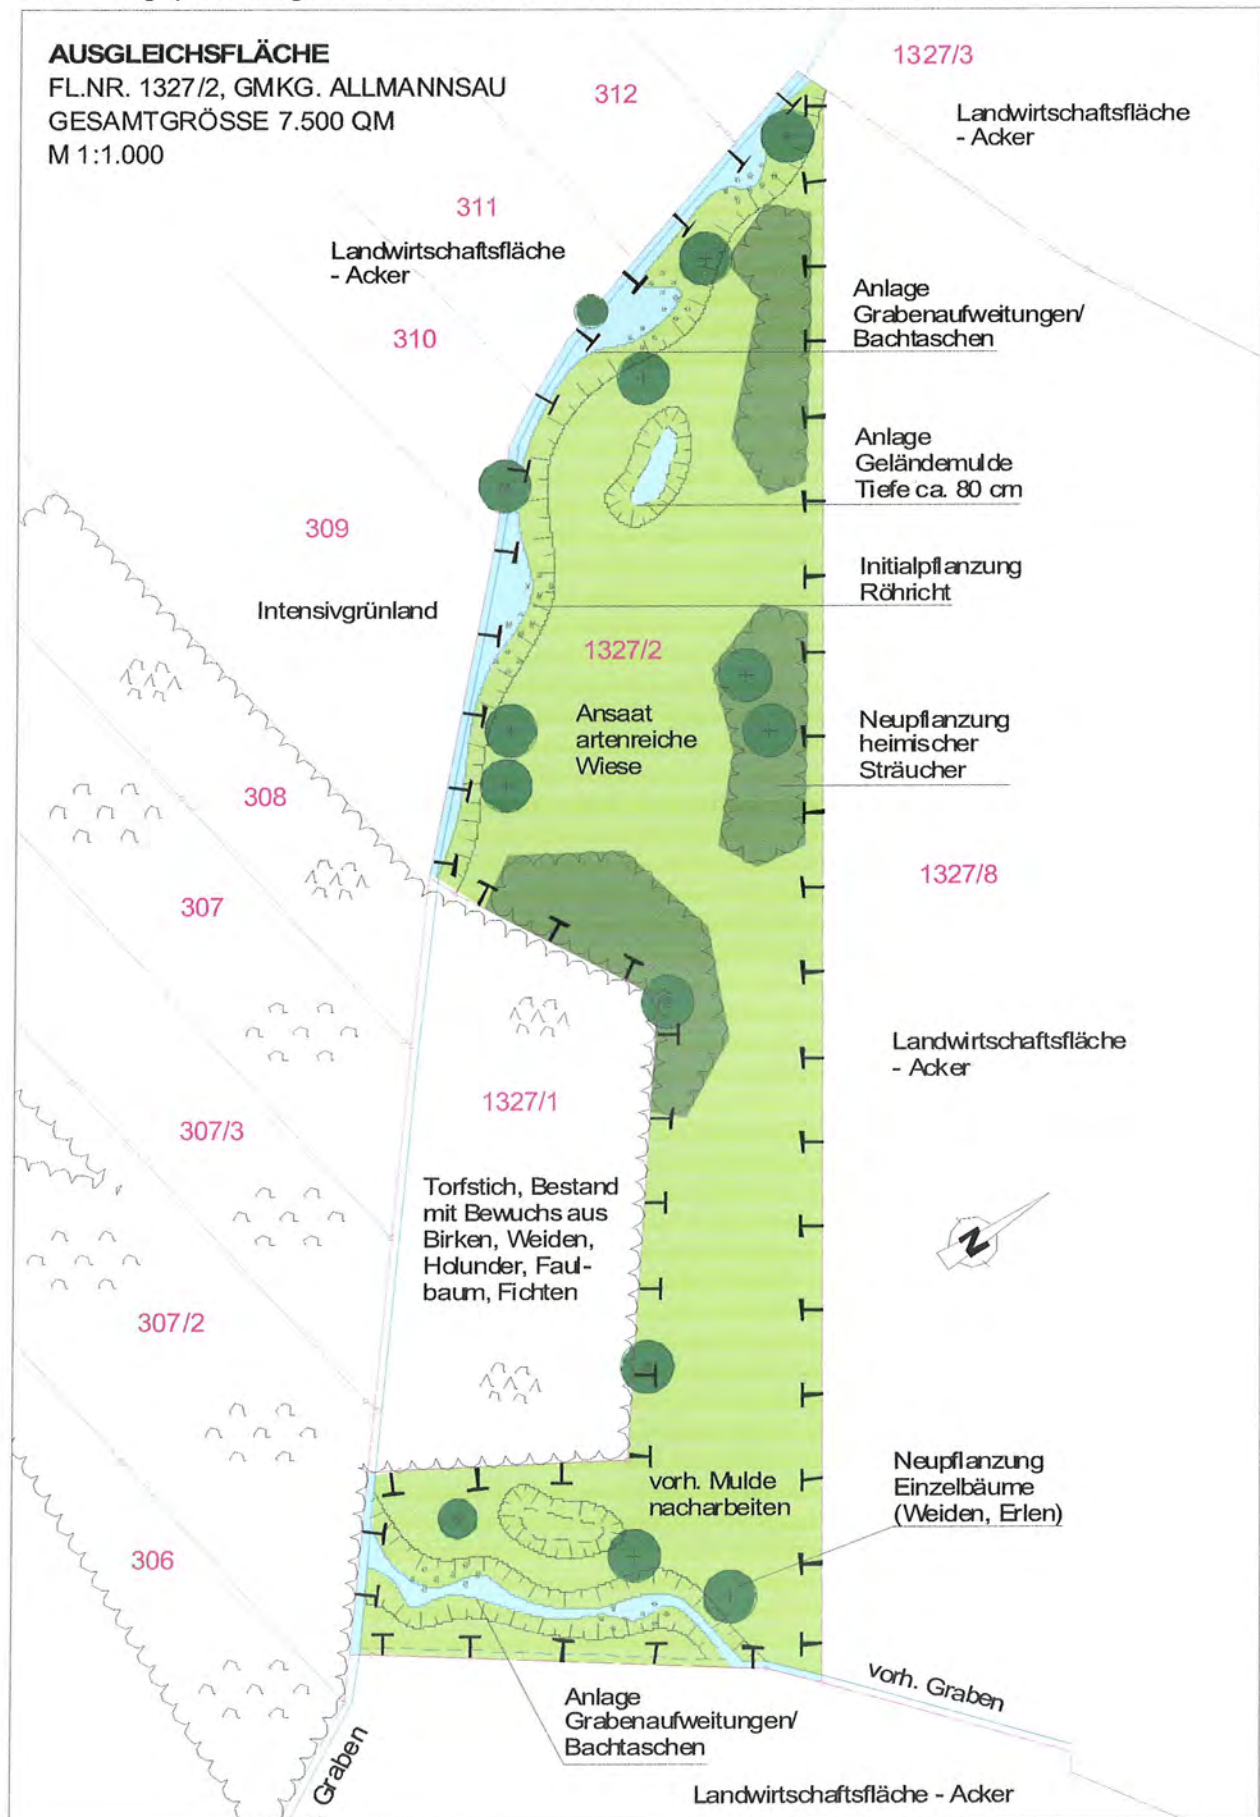 AUSGLEICHSFLÄCHE
FL.NR. 1327/2, GMKG. ALLMANNSAU
GESAMTGRÖSSE 7.500 QM
M 1:1.000
1327/3
312
Landwirtschaftsfläche
- Acker
311
Landwirtschaftsfläche
- Acker
310
Anlage
Grabenaufweitungen/
Bachtaschen
Anlage
Geländemulde
Tiefe ca. 80 cm
309
Intensivgrünland
Initialpflanzung
Röhricht
1327/2
Ansaat
artenreiche
Wiese
Neupflanzung
heimischer
Sträucher
308
1327/8
307
Landwirtschaftsfläche
- Acker
1327/1
307/3
Torfstich, Bestand
mit Bewuchs aus
Birken, Weiden,
Holunder, Faul-
baum, Fichten
N
307/2
vorh. Mulde
nacharbeiten
Neupflanzung
Einzelbäume
(Weiden, Erlen)
306
vorh. Graben
Anlage
Grabenaufweitungen/
Bachtaschen
Graben
Landwirtschaftsfläche - Acker